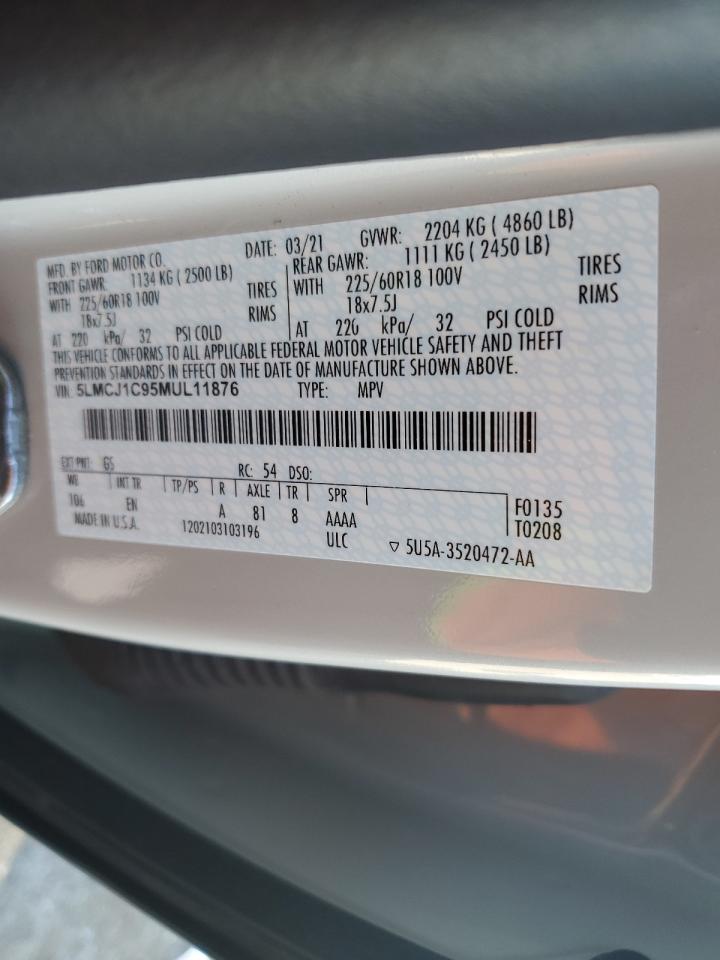 MFD. BY FORD MOTOR CO. DATE: 03/21 GVWR: 2204 KG ( 4860 LB)
FRONT GAWR: 1134 KG ( 2500 LB) REAR GAWR: 1111 KG ( 2450 LB)
WITH 225/60R18 100V TIRES WITH 225/60R18 100V TIRES
18x7.5J RIMS 18x7.5J RIMS
AT 220 kPa/ 32 PSI COLD AT 220 kPa/ 32 PSI COLD
THIS VEHICLE CONFORMS TO ALL APPLICABLE FEDERAL MOTOR VEHICLE SAFETY AND THEFT
PREVENTION STANDARDS IN EFFECT ON THE DATE OF MANUFACTURE SHOWN ABOVE.
VIN: 5LMCJ1C95MUL11876 TYPE: MPV
EXT PNT: G5 RC: 54 DSO:
WB INT TR TP/PS R AXLE TR SPR
106 EN A 81 8 AAAA F0135
MADE IN U.S.A. 1202103103196 ULC T0208
▽ 5U5A-3520472-AA